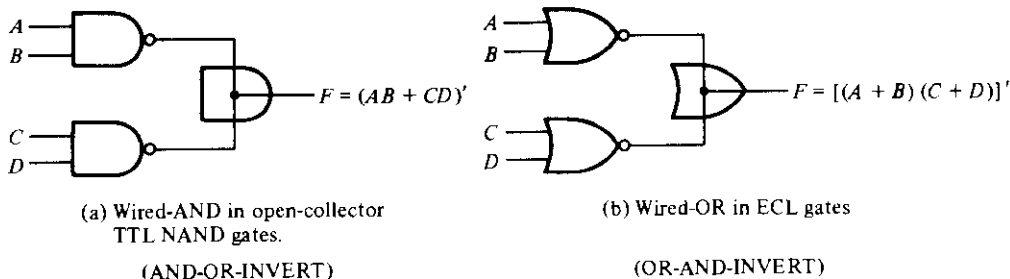 A
B
C
D
F = (AB + CD)'
(a) Wired-AND in open-collector
TTL NAND gates.
(AND-OR-INVERT)
A
B
C
D
F = [(A + B) (C + D)]'
(b) Wired-OR in ECL gates
(OR-AND-INVERT)